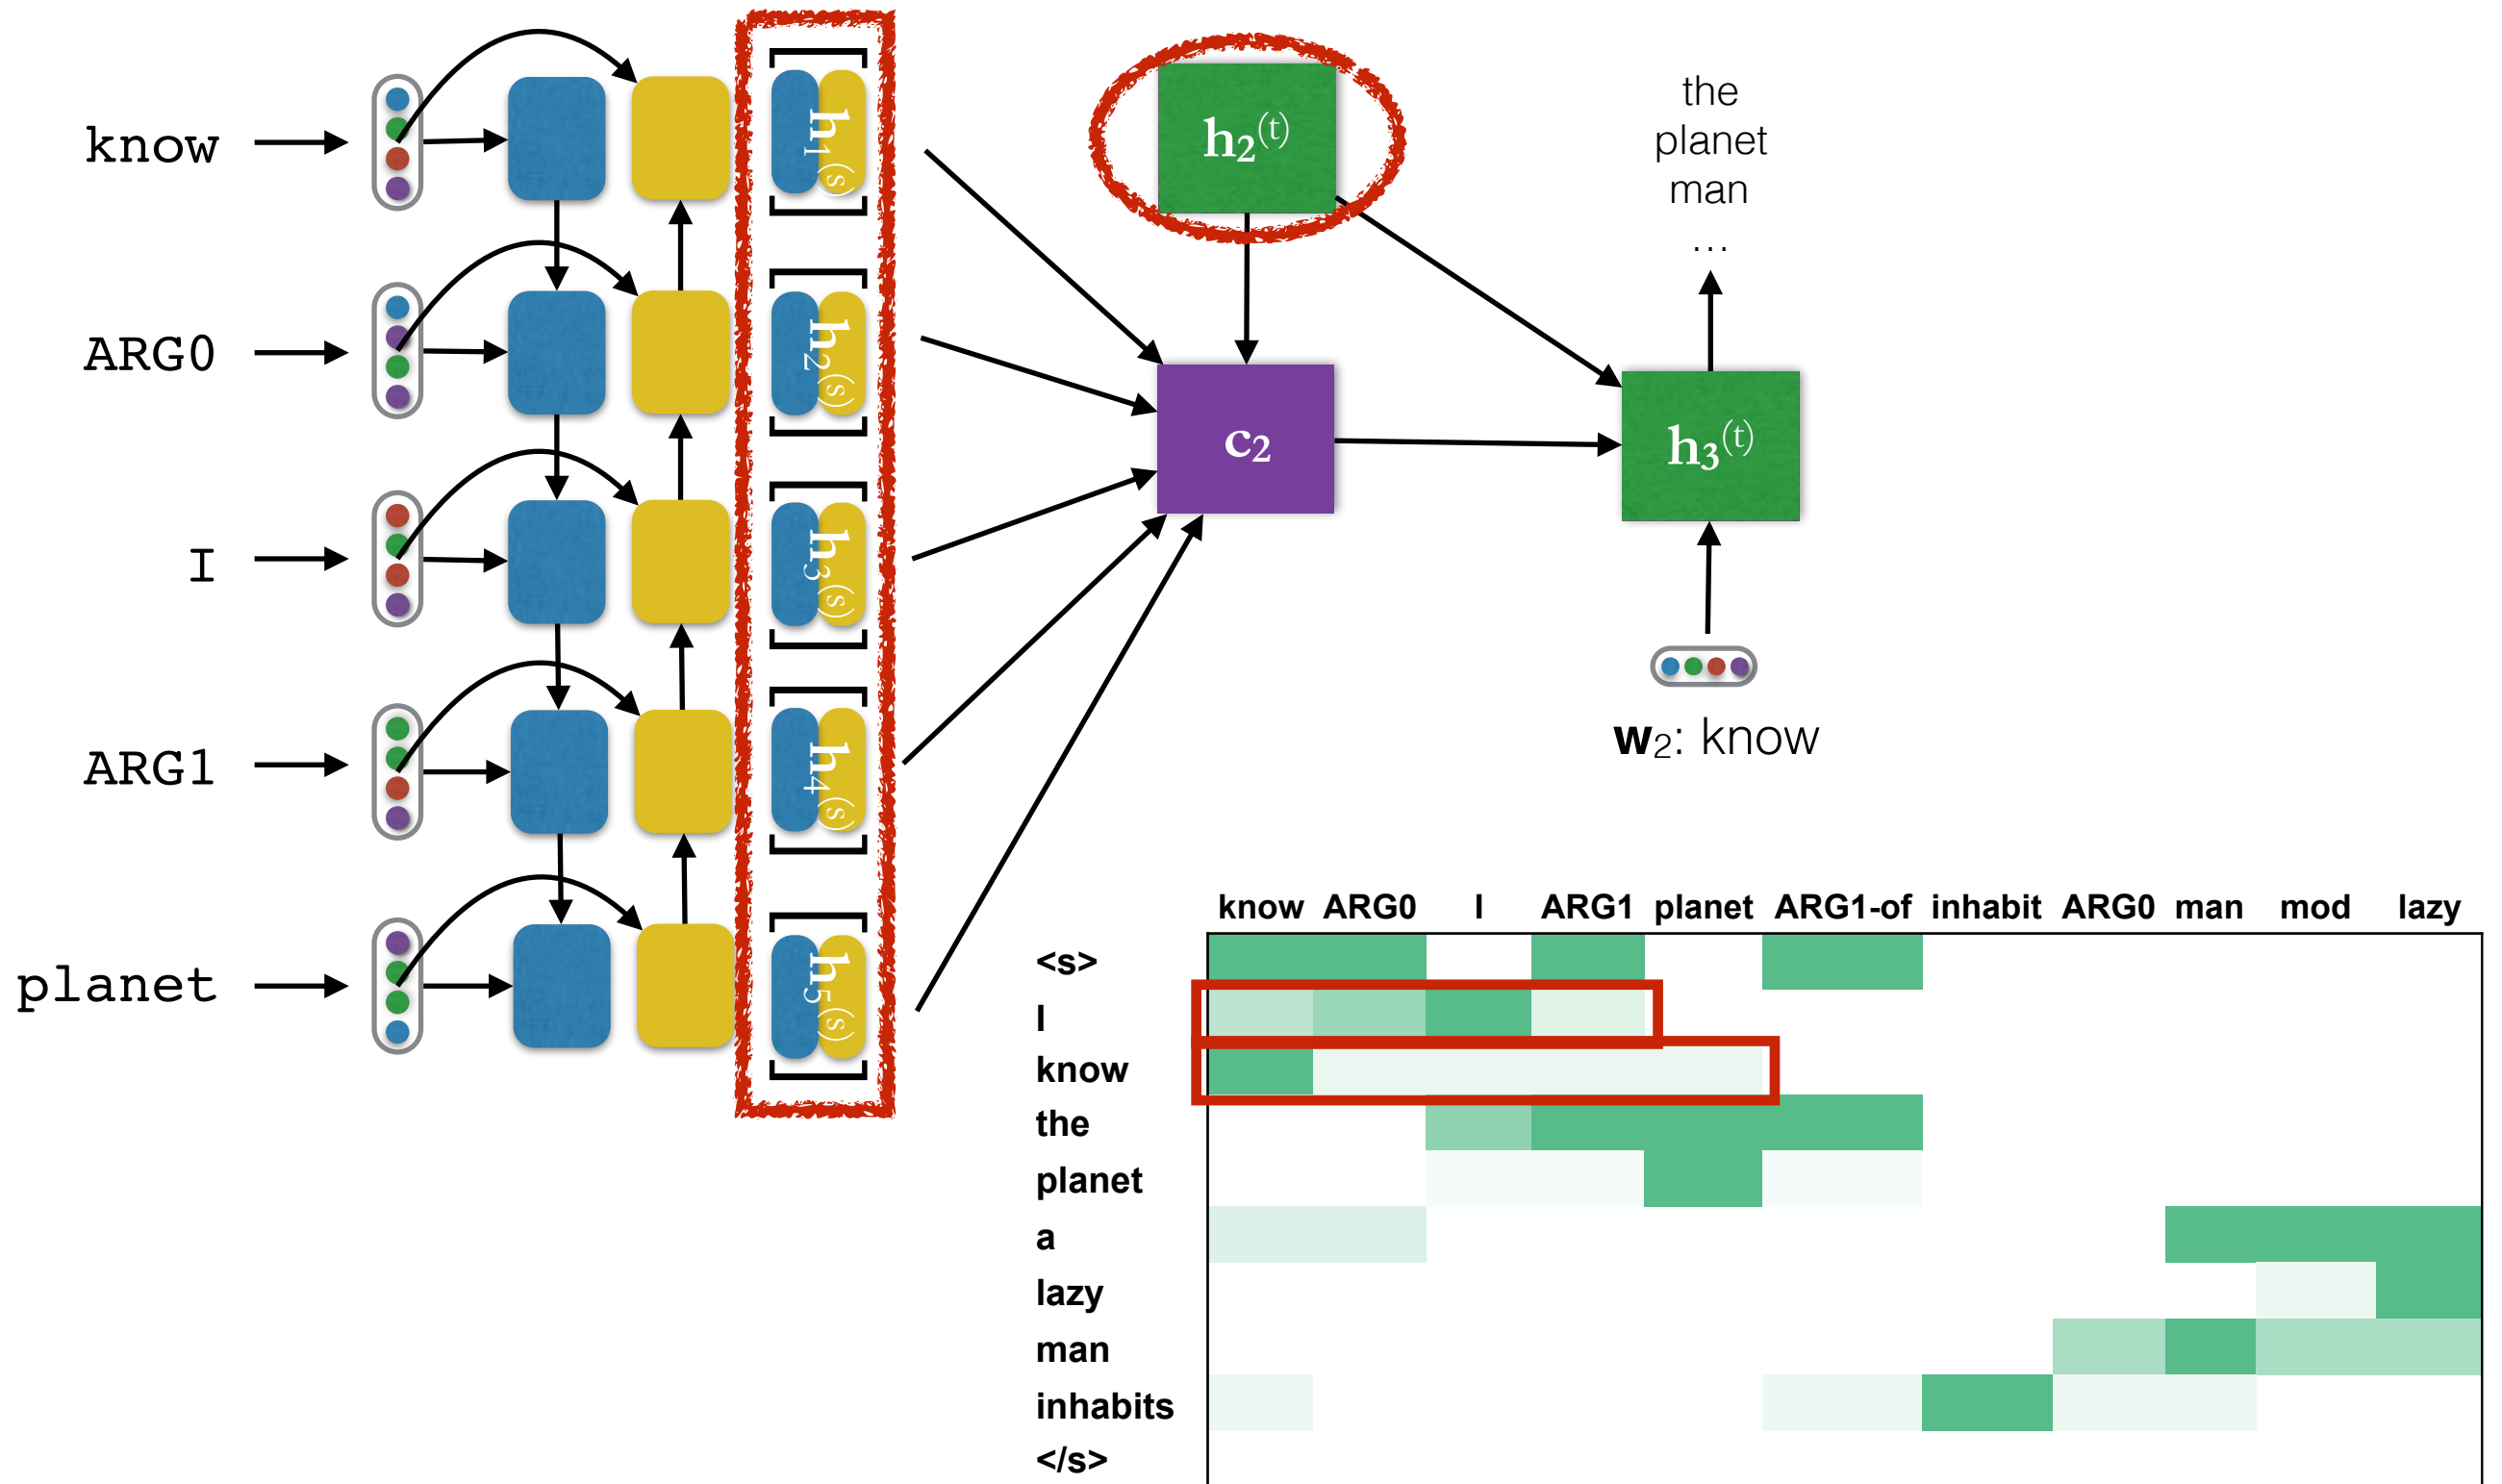 know
ARG0
I
ARG1
planet
h1(s)
h2(s)
h3(s)
h4(s)
h5(s)
h2(t)
c2
h3(t)
the
planet
man
...
w2: know
know ARG0 I ARG1 planet ARG1-of inhabit ARG0 man mod lazy
<s>
I
know
the
planet
a
lazy
man
inhabits
</s>